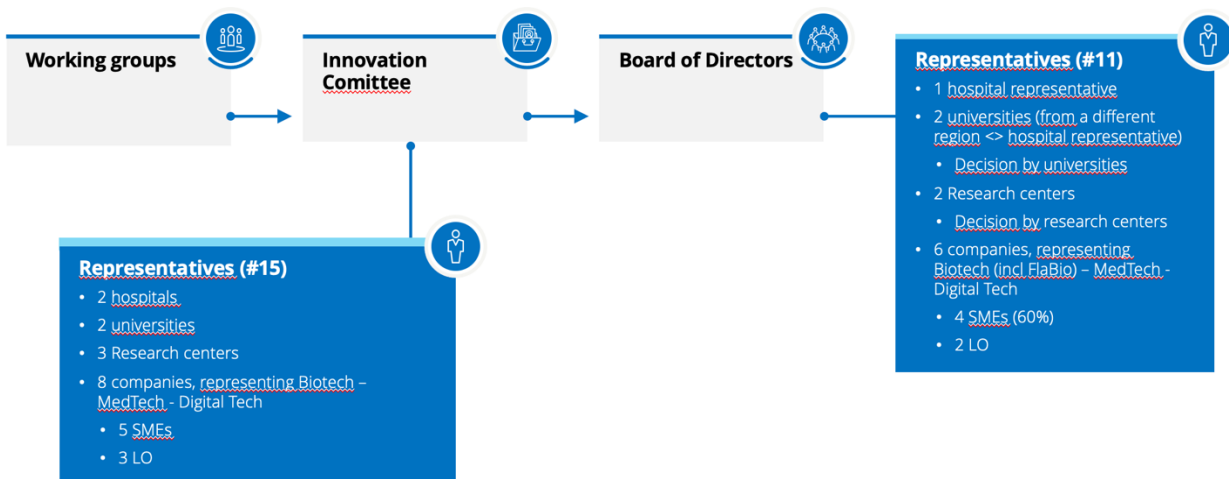 Working groups
Innovation
Comittee
Board of Directors
Representatives (#11)
• 1 hospital representative
• 2 universities (from a different
region <> hospital representative)
• Decision by universities
• 2 Research centers
• Decision by research centers
• 6 companies, representing
Biotech (incl FlaBio) – MedTech -
Digital Tech
• 4 SMEs (60%)
• 2 LO
Representatives (#15)
• 2 hospitals
• 2 universities
• 3 Research centers
• 8 companies, representing Biotech –
MedTech - Digital Tech
• 5 SMEs
• 3 LO